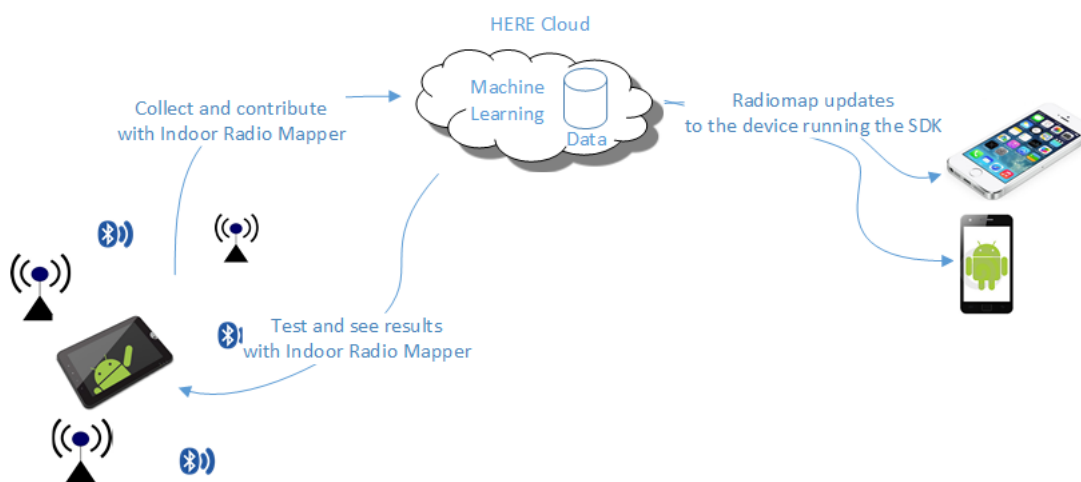 HERE Cloud
Machine
Learning
Data
Collect and contribute
with Indoor Radio Mapper
Radiomap updates
to the device running the SDK
Test and see results
with Indoor Radio Mapper